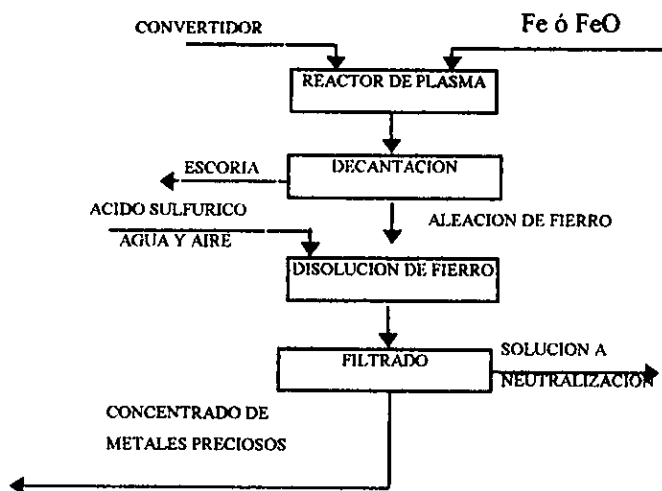 Fe ó FeO
CONVERTIDOR
REACTOR DE PLASMA
ESCORIA
DECANTACION
ACIDO SULFURICO
AGUA Y AIRE
ALEACION DE FIERRO
DISOLUCION DE FIERRO
FILTRADO
SOLUCION A
NEUTRALIZACIÓN
CONCENTRADO DE
METALES PRECIOSOS